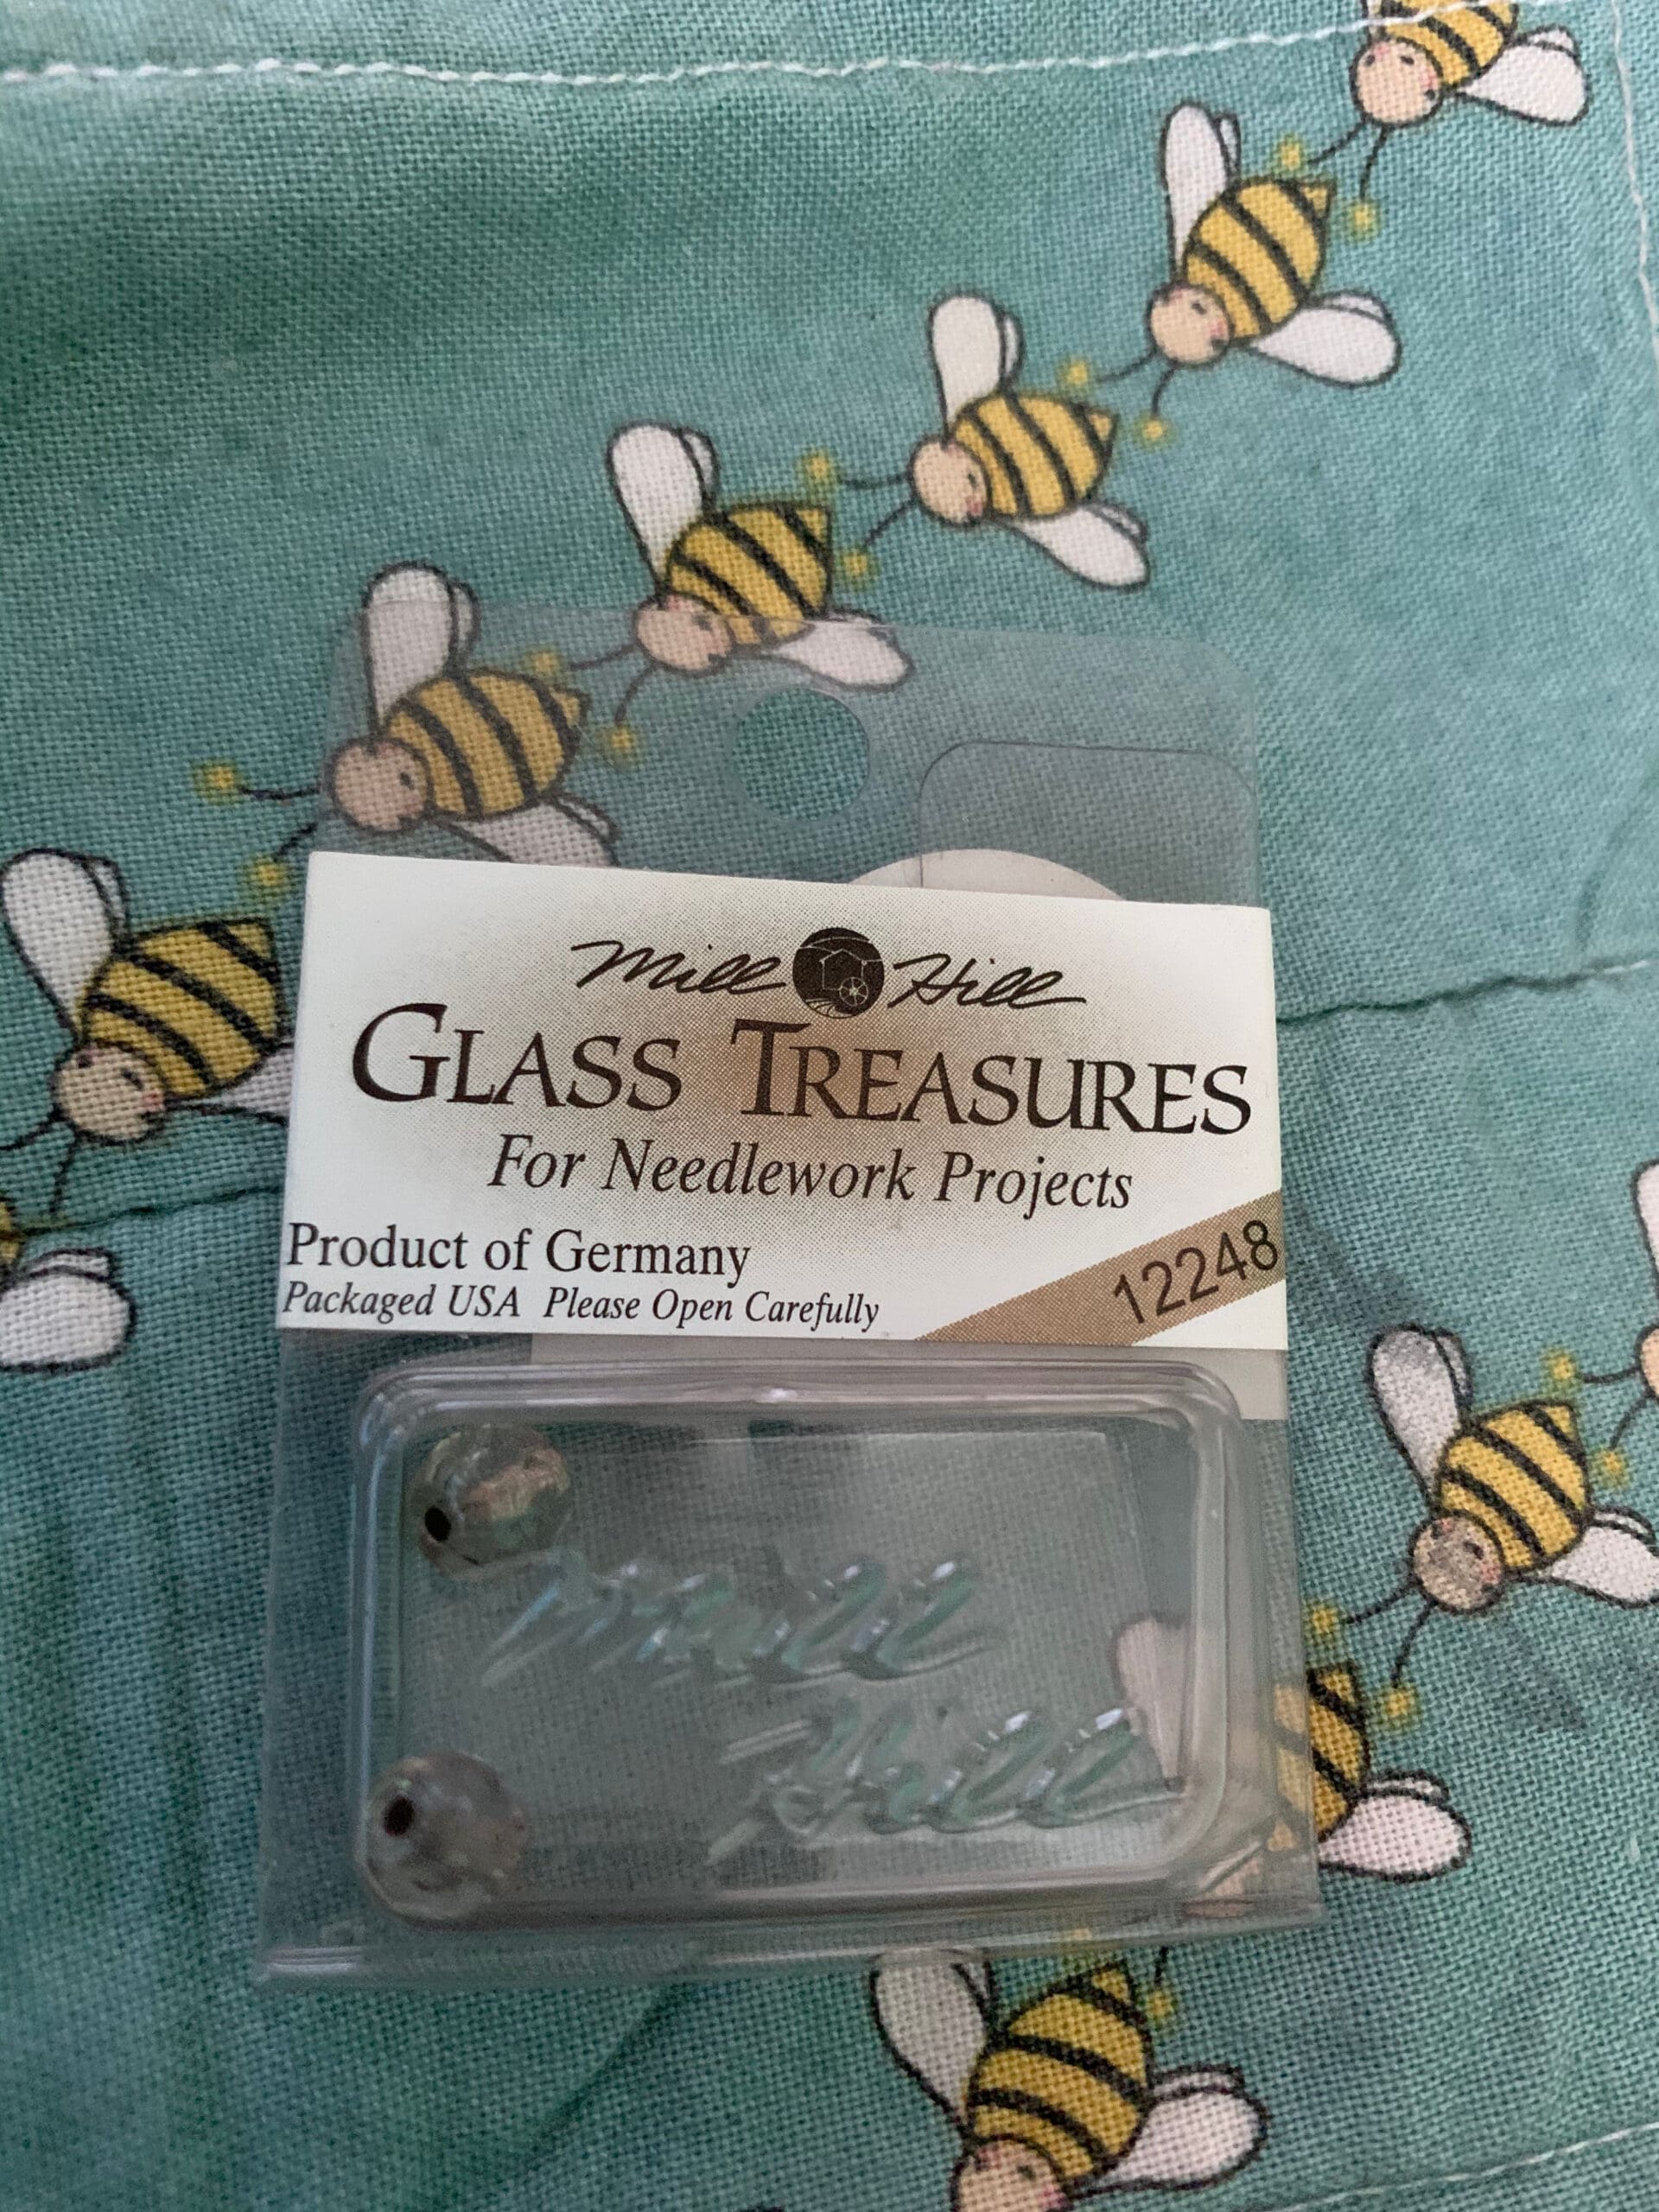 Mill Hill
GLASS TREASURES
For Needlework Projects
Product of Germany
Packaged USA Please Open Carefully
12248
Mill
Hill